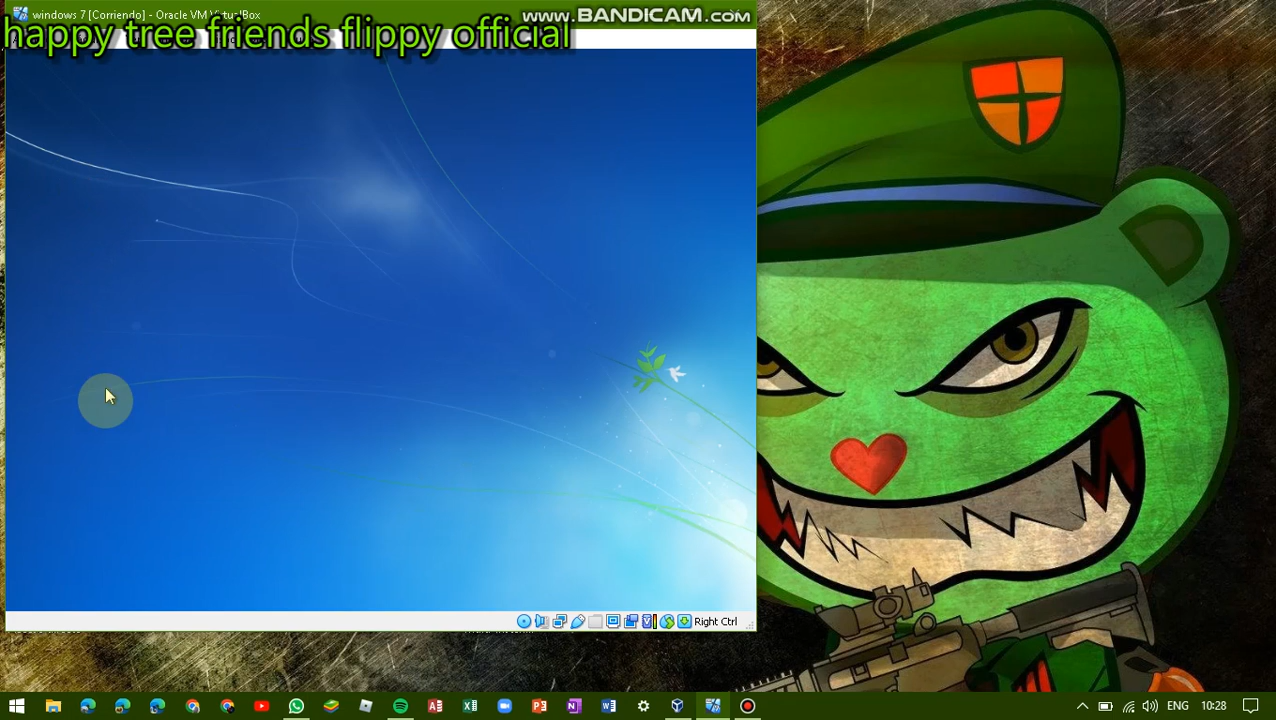 windows 7 [Corriendo] - Oracle VM VirtualBox
www.BANDICAM.com
happy tree friends flippy official
Right Ctrl
ENG
10:28